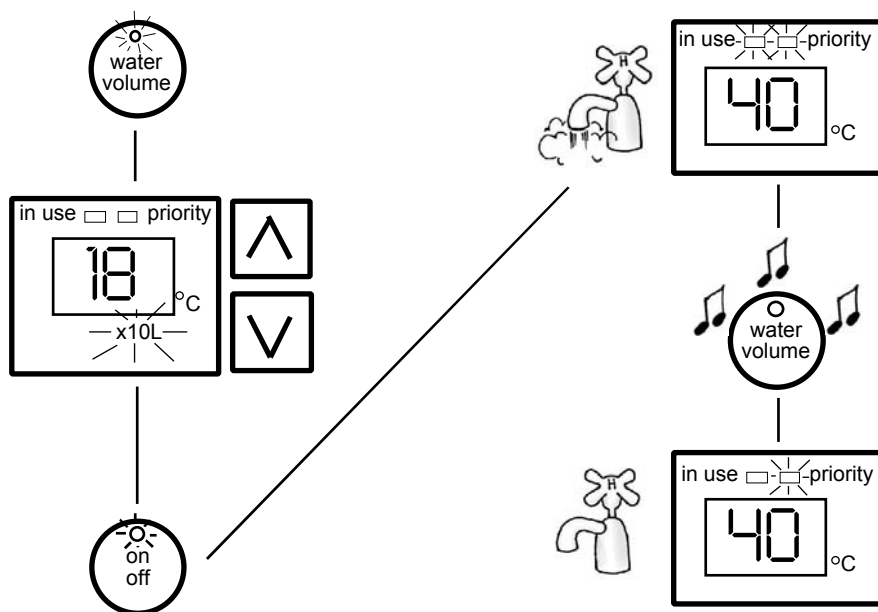 water
volume
in use priority
18
°C
x10L
on
off
H
in use priority
40
°C
water
volume
H
in use priority
40
°C